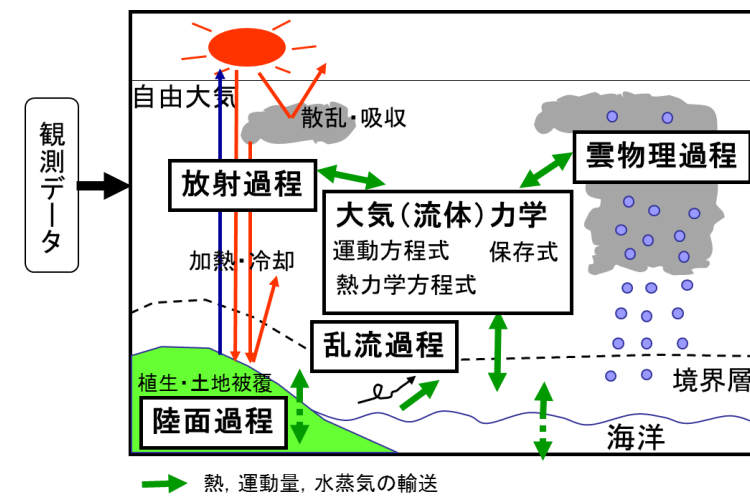 自由大気
散乱・吸収
観測データ
雲物理過程
放射過程
大気(流体)力学
運動方程式 保存式
熱力学方程式
加熱・冷却
乱流過程
植生・土地被覆
境界層
陸面過程
海洋
熱, 運動量, 水蒸気の輸送